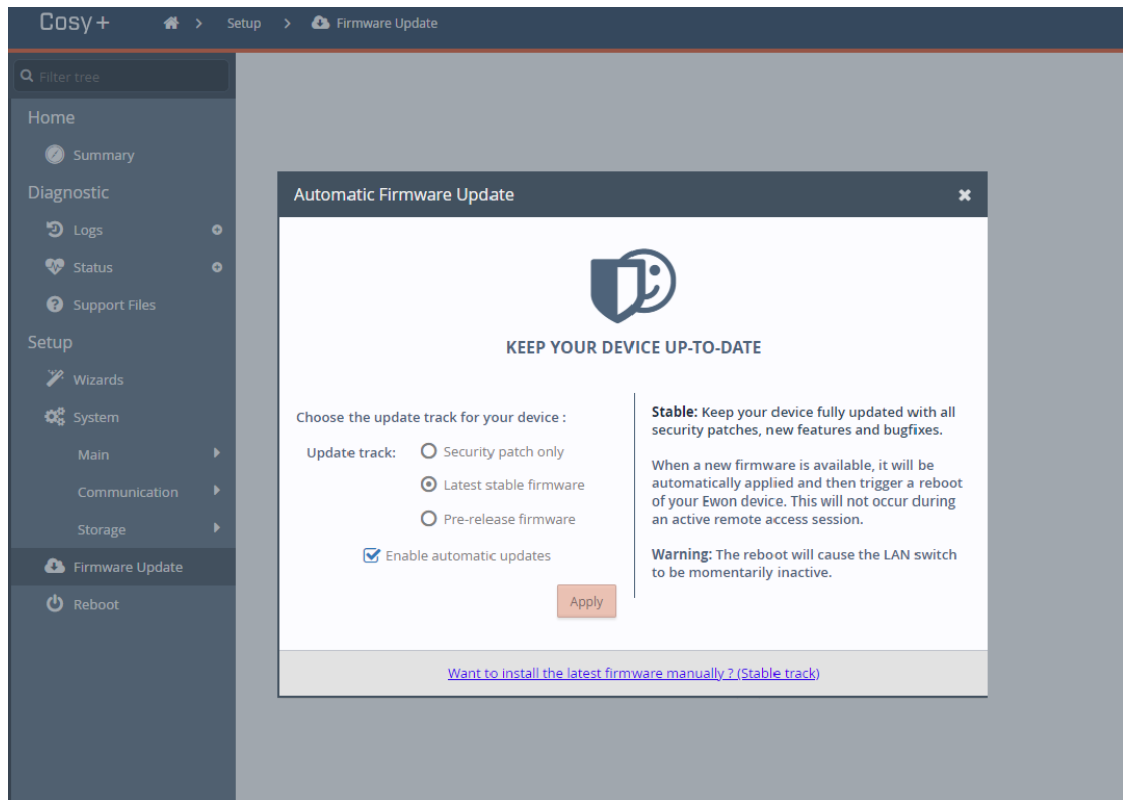 Cosy+
Setup
Firmware Update
Filter tree
Home
Summary
Diagnostic
Logs
Status
Support Files
Setup
Wizards
System
Main
Communication
Storage
Firmware Update
Reboot
Automatic Firmware Update
KEEP YOUR DEVICE UP-TO-DATE
Choose the update track for your device :
Update track:
Security patch only
Latest stable firmware
Pre-release firmware
Enable automatic updates
Apply
Stable: Keep your device fully updated with all
security patches, new features and bugfixes.
When a new firmware is available, it will be
automatically applied and then trigger a reboot
of your Ewon device. This will not occur during
an active remote access session.
Warning: The reboot will cause the LAN switch
to be momentarily inactive.
Want to install the latest firmware manually ? (Stable track)